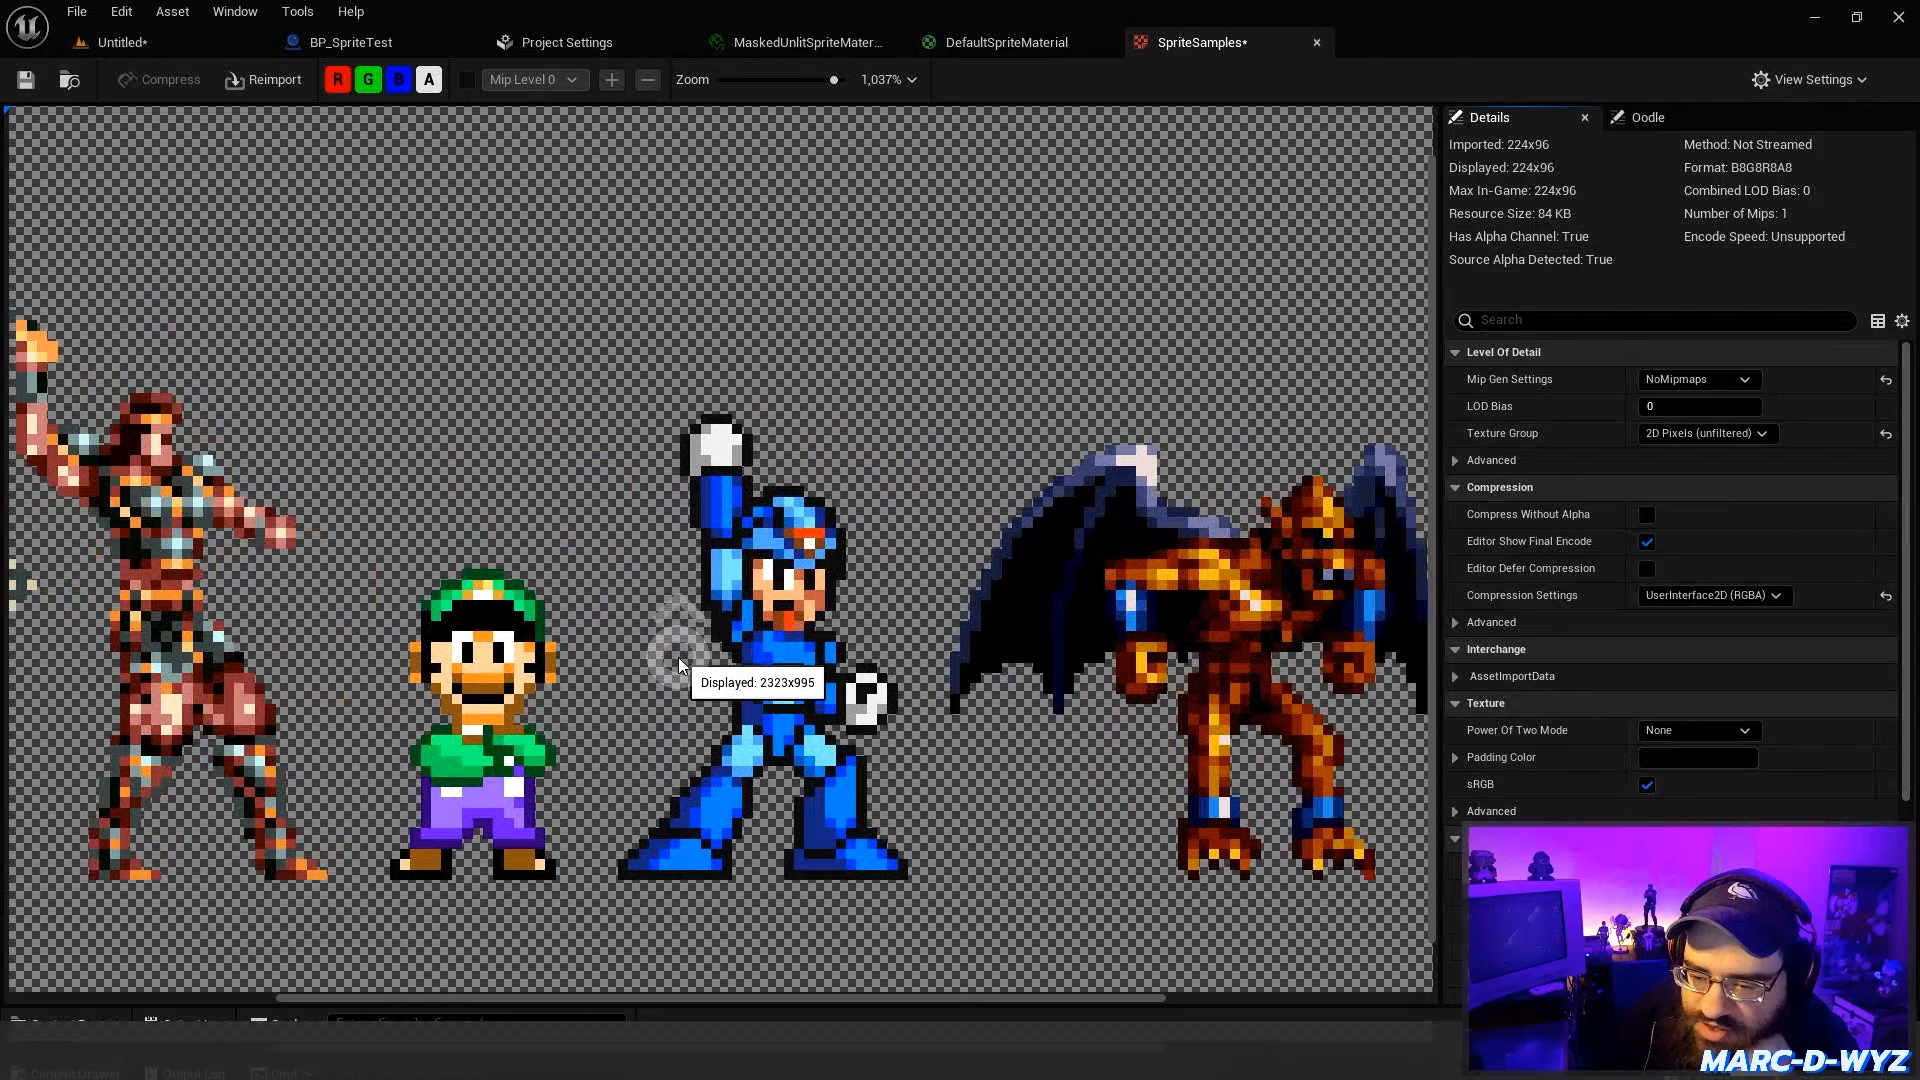 File Edit Asset Window Tools Help
Untitled* BP_SpriteTest Project Settings MaskedUnlitSpriteMater... DefaultSpriteMaterial SpriteSamples*
Compress Reimport R G B A Mip Level 0 Zoom 1,037% View Settings
Details Oodle
Imported: 224x96 Method: Not Streamed
Displayed: 224x96 Format: B8G8R8A8
Max In-Game: 224x96 Combined LOD Bias: 0
Resource Size: 84 KB Number of Mips: 1
Has Alpha Channel: True Encode Speed: Unsupported
Source Alpha Detected: True
Search
Level Of Detail
Mip Gen Settings NoMipmaps
LOD Bias 0
Texture Group 2D Pixels (unfiltered)
Advanced
Compression
Compress Without Alpha
Editor Show Final Encode
Editor Defer Compression
Compression Settings UserInterface2D (RGBA)
Advanced
Interchange
AssetImportData
Texture
Power Of Two Mode None
Padding Color
sRGB
Advanced
Displayed: 2323x995
Content Drawer Output Log Cmd
MARC-D-WYZ